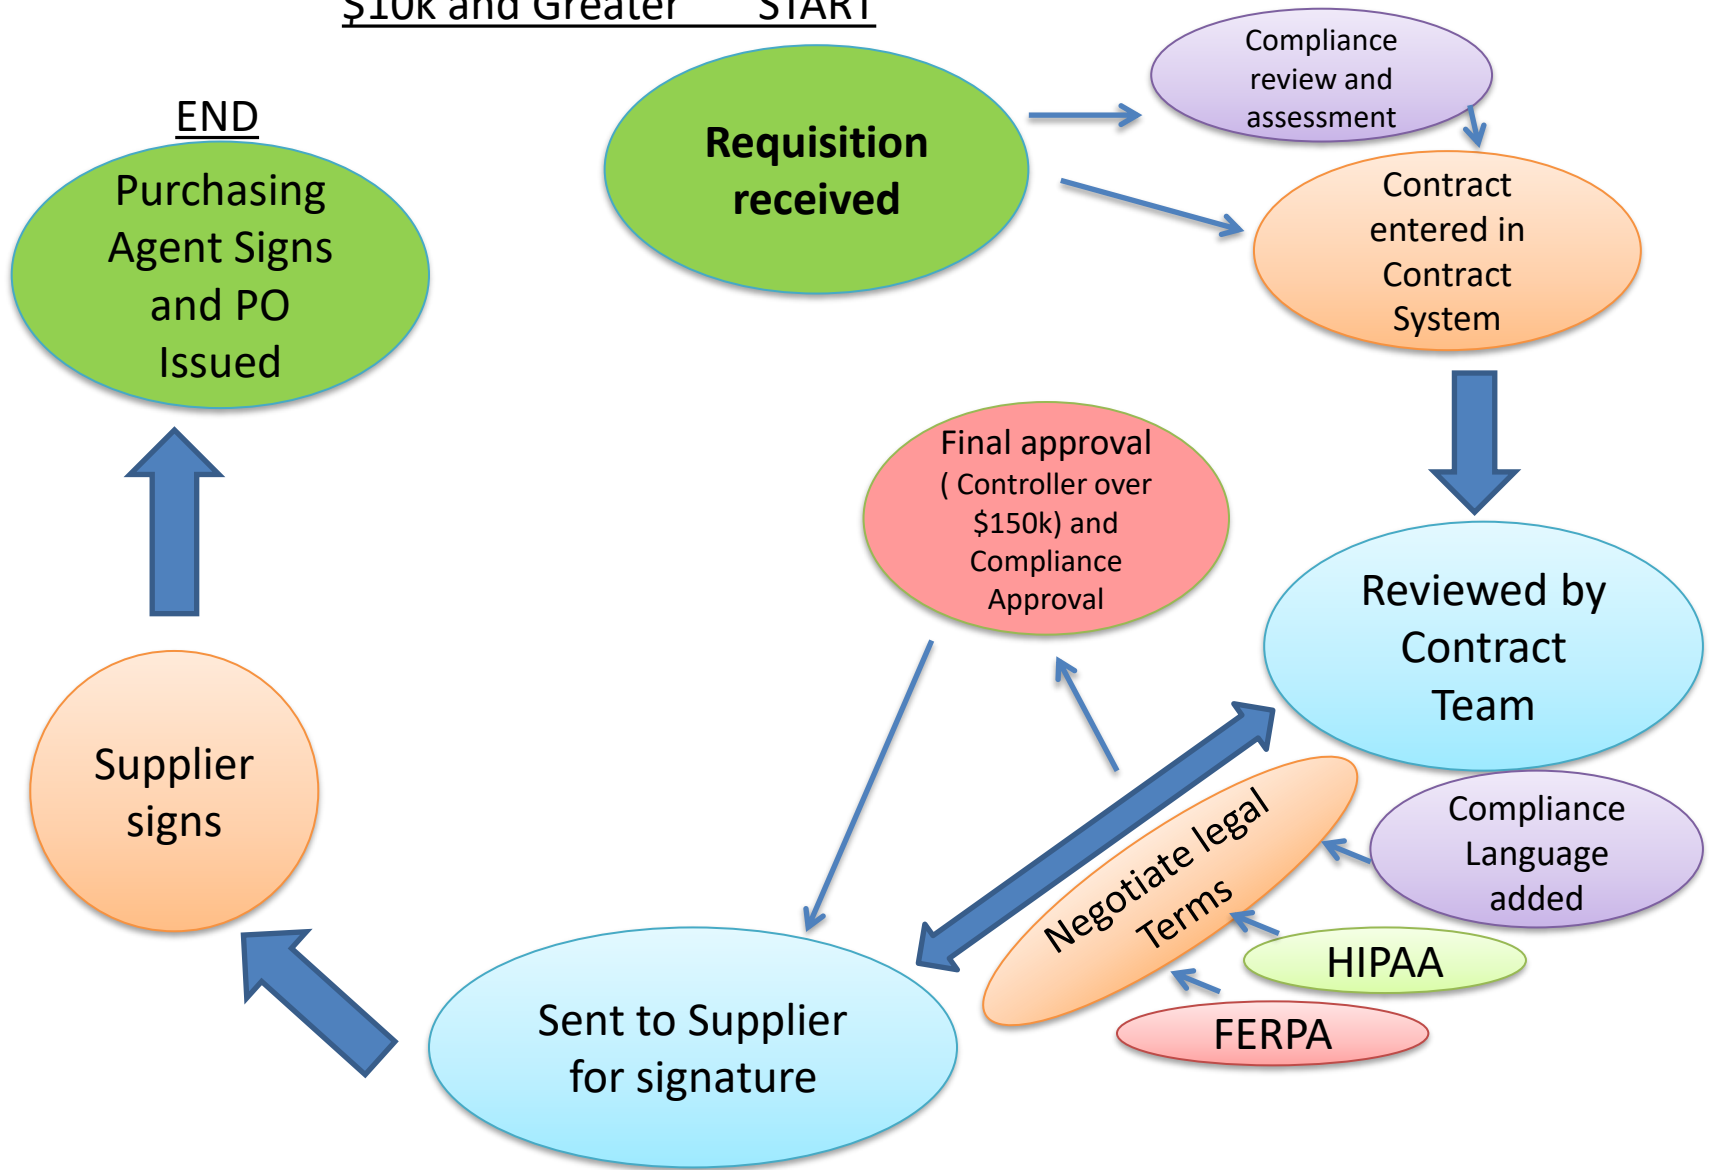 $10k and Greater START
Requisition
received
Compliance
review and
assessment
Contract
entered in
Contract
System
Reviewed by
Contract
Team
Compliance
Language
added
HIPAA
FERPA
Negotiate legal
Terms
Final approval
( Controller over
$150k) and
Compliance
Approval
Sent to Supplier
for signature
Supplier
signs
END
Purchasing
Agent Signs
and PO
Issued